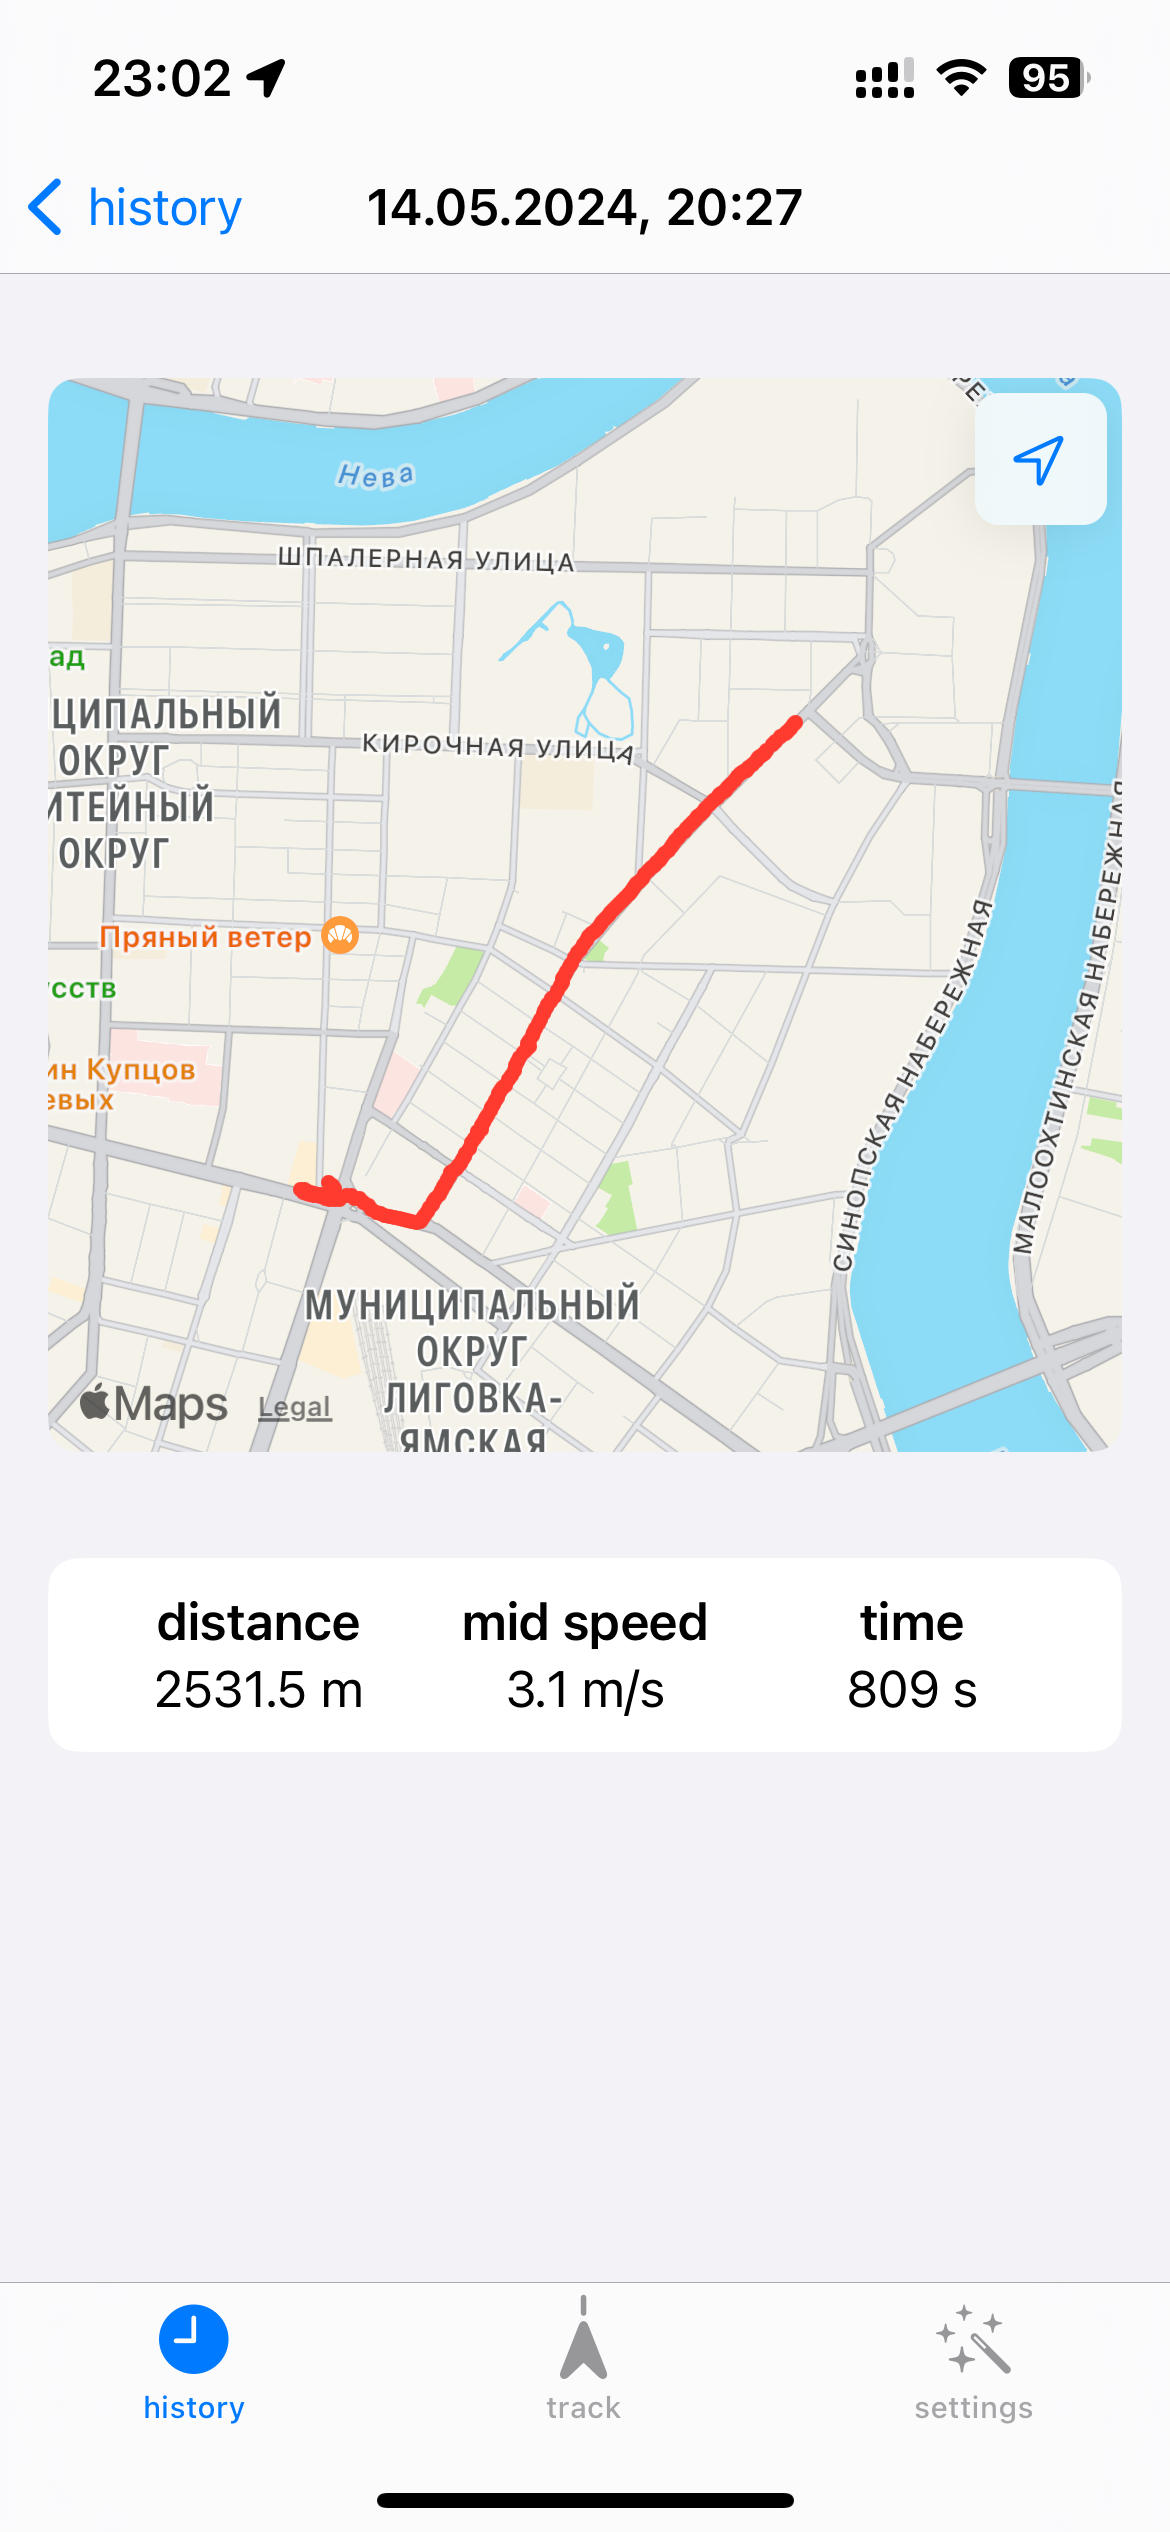 23:02
95
history
14.05.2024, 20:27
Нева
ШПАЛЕРНАЯ УЛИЦА
ад
ЦИПАЛЬНЫЙ
ОКРУГ
ИТЕЙНЫЙ
ОКРУГ
КИРОЧНАЯ УЛИЦА
Пряный ветер
усств
ин Купцов
евых
СИНОПСКАЯ НАБЕРЕЖНАЯ
МАЛООХТИНСКАЯ НАБЕРЕЖНАЯ
МУНИЦИПАЛЬНЫЙ
ОКРУГ
ЛИГОВКА-
ЯМСКАЯ
Maps Legal
distance mid speed time
2531.5 m 3.1 m/s 809 s
history track settings